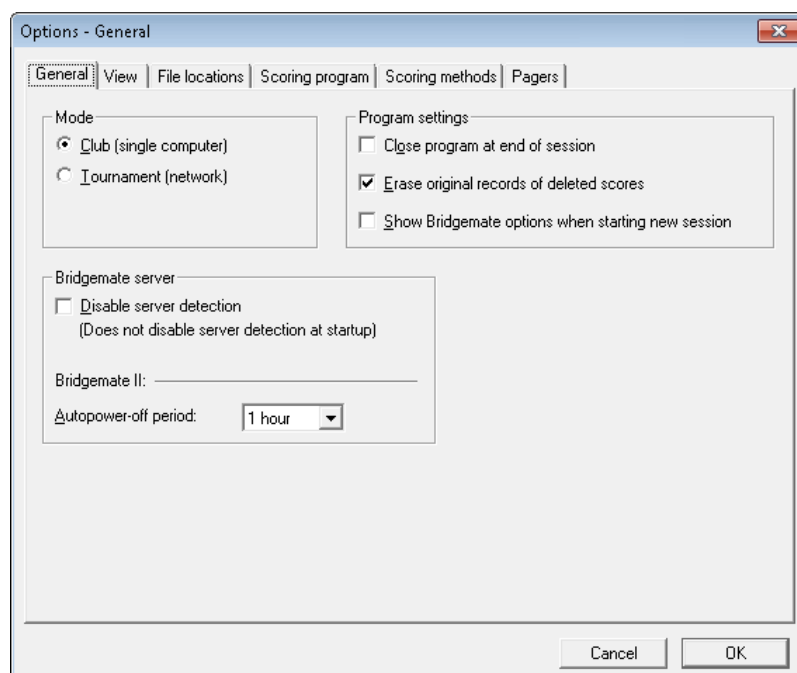 Options - General
General
View
File locations
Scoring program
Scoring methods
Pagers
Mode
Club (single computer)
Tournament (network)
Program settings
Close program at end of session
Erase original records of deleted scores
Show Bridgemate options when starting new session
Bridgemate server
Disable server detection
(Does not disable server detection at startup)
Bridgemate II:
Autopower-off period:
1 hour
Cancel
OK